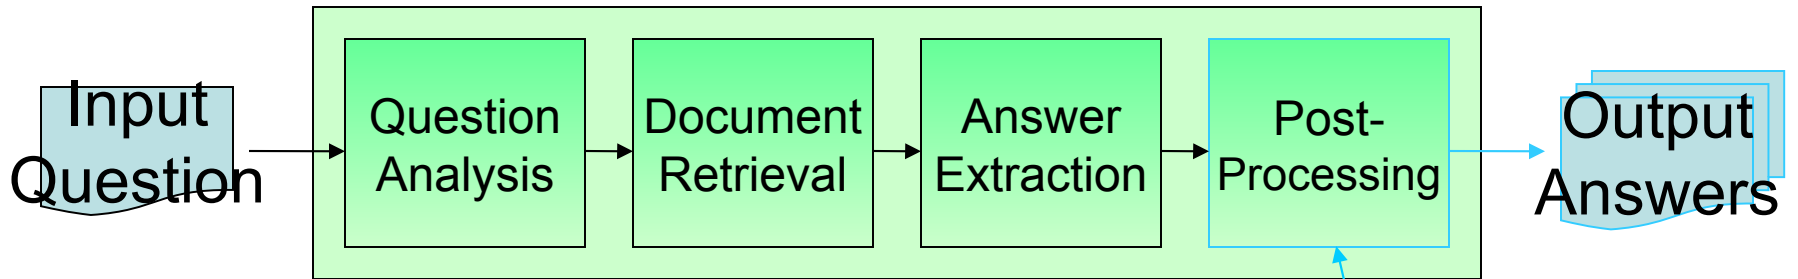 Input
Question
Question
Analysis
Document
Retrieval
Answer
Extraction
Post-
Processing
Output
Answers